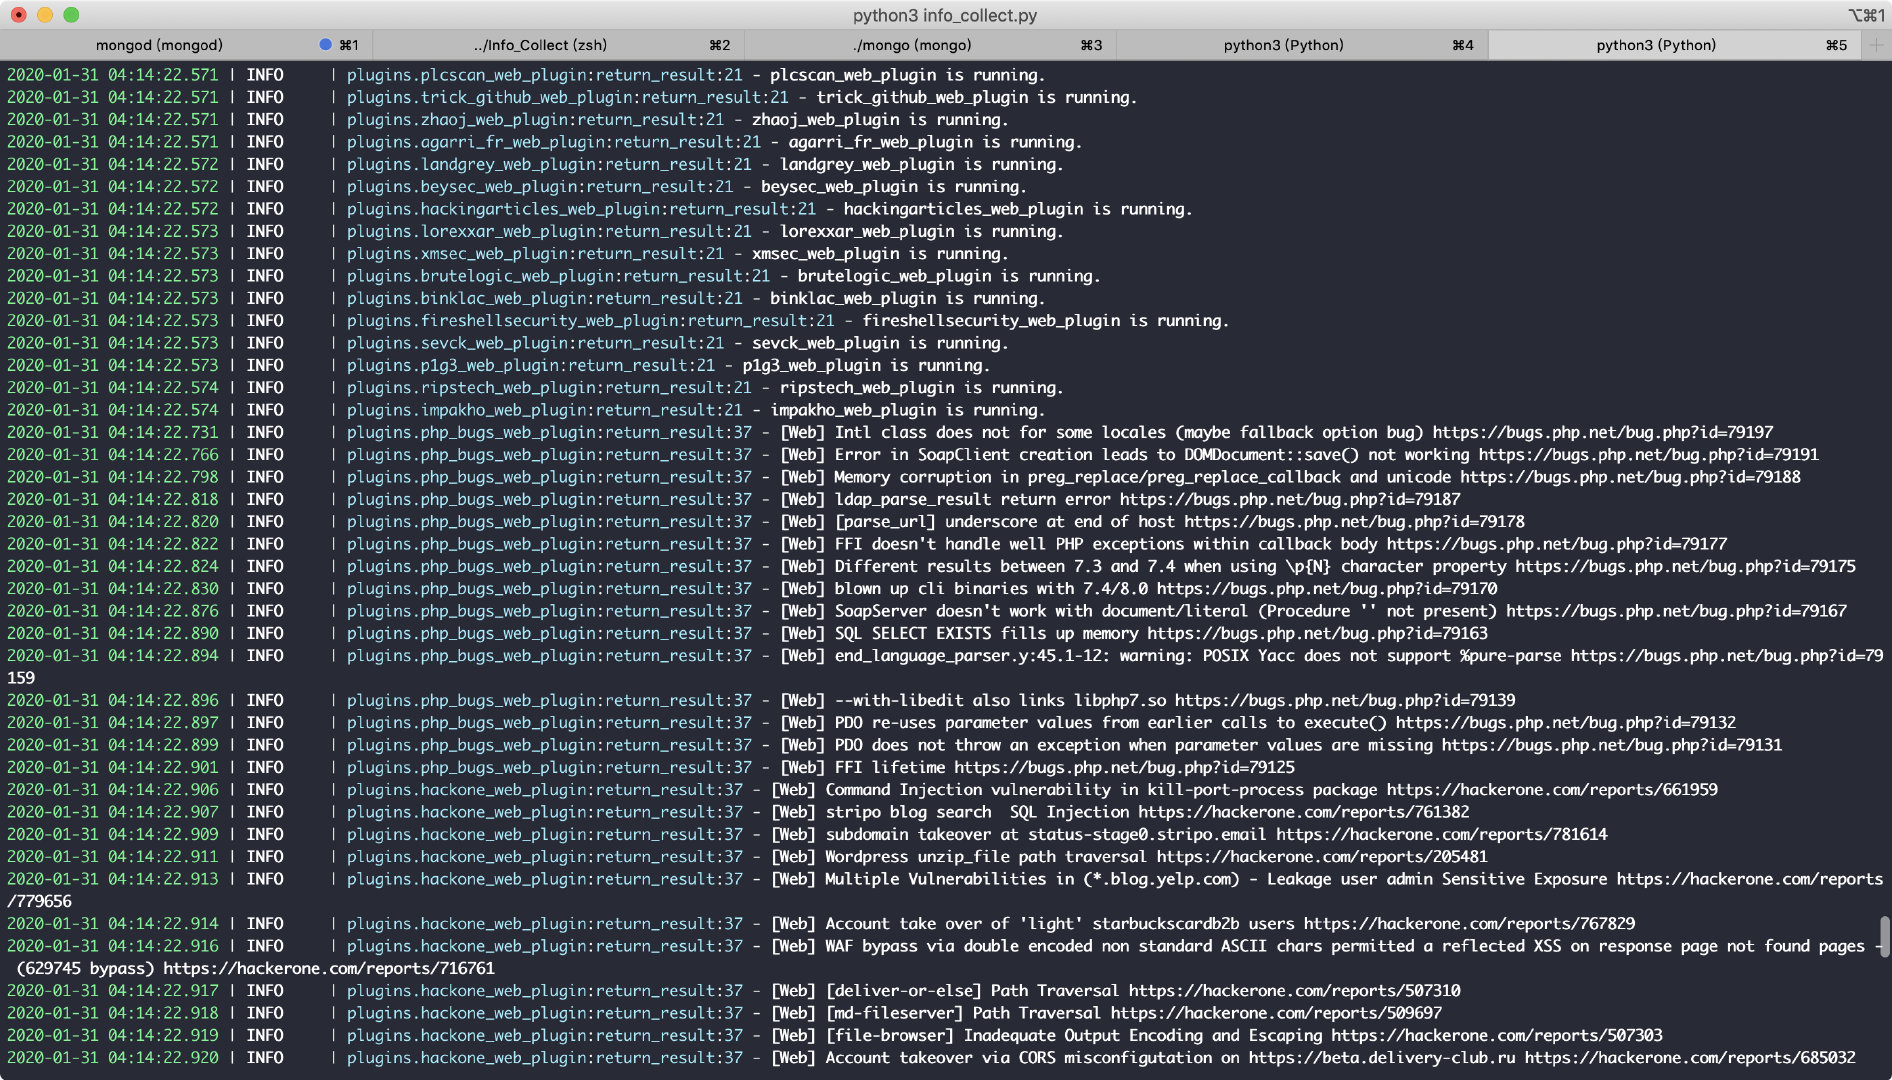 python3 info_collect.py
⌥⌘1
mongod (mongod) ⌘1 ../Info_Collect (zsh) ⌘2 ./mongo (mongo) ⌘3 python3 (Python) ⌘4 python3 (Python) ⌘5
2020-01-31 04:14:22.571 | INFO     | plugins.plcscan_web_plugin:return_result:21 - plcscan_web_plugin is running.
2020-01-31 04:14:22.571 | INFO     | plugins.trick_github_web_plugin:return_result:21 - trick_github_web_plugin is running.
2020-01-31 04:14:22.571 | INFO     | plugins.zhaoj_web_plugin:return_result:21 - zhaoj_web_plugin is running.
2020-01-31 04:14:22.571 | INFO     | plugins.agarri_fr_web_plugin:return_result:21 - agarri_fr_web_plugin is running.
2020-01-31 04:14:22.572 | INFO     | plugins.landgrey_web_plugin:return_result:21 - landgrey_web_plugin is running.
2020-01-31 04:14:22.572 | INFO     | plugins.beysec_web_plugin:return_result:21 - beysec_web_plugin is running.
2020-01-31 04:14:22.572 | INFO     | plugins.hackingarticles_web_plugin:return_result:21 - hackingarticles_web_plugin is running.
2020-01-31 04:14:22.573 | INFO     | plugins.lorexxar_web_plugin:return_result:21 - lorexxar_web_plugin is running.
2020-01-31 04:14:22.573 | INFO     | plugins.xmsec_web_plugin:return_result:21 - xmsec_web_plugin is running.
2020-01-31 04:14:22.573 | INFO     | plugins.brutelogic_web_plugin:return_result:21 - brutelogic_web_plugin is running.
2020-01-31 04:14:22.573 | INFO     | plugins.binklac_web_plugin:return_result:21 - binklac_web_plugin is running.
2020-01-31 04:14:22.573 | INFO     | plugins.fireshellsecurity_web_plugin:return_result:21 - fireshellsecurity_web_plugin is running.
2020-01-31 04:14:22.573 | INFO     | plugins.sevck_web_plugin:return_result:21 - sevck_web_plugin is running.
2020-01-31 04:14:22.573 | INFO     | plugins.p1g3_web_plugin:return_result:21 - p1g3_web_plugin is running.
2020-01-31 04:14:22.574 | INFO     | plugins.ripstech_web_plugin:return_result:21 - ripstech_web_plugin is running.
2020-01-31 04:14:22.574 | INFO     | plugins.impakho_web_plugin:return_result:21 - impakho_web_plugin is running.
2020-01-31 04:14:22.731 | INFO     | plugins.php_bugs_web_plugin:return_result:37 - [Web] Intl class does not for some locales (maybe fallback option bug) https://bugs.php.net/bug.php?id=79197
2020-01-31 04:14:22.766 | INFO     | plugins.php_bugs_web_plugin:return_result:37 - [Web] Error in SoapClient creation leads to DOMDocument::save() not working https://bugs.php.net/bug.php?id=79191
2020-01-31 04:14:22.798 | INFO     | plugins.php_bugs_web_plugin:return_result:37 - [Web] Memory corruption in preg_replace/preg_replace_callback and unicode https://bugs.php.net/bug.php?id=79188
2020-01-31 04:14:22.818 | INFO     | plugins.php_bugs_web_plugin:return_result:37 - [Web] ldap_parse_result return error https://bugs.php.net/bug.php?id=79187
2020-01-31 04:14:22.820 | INFO     | plugins.php_bugs_web_plugin:return_result:37 - [Web] [parse_url] underscore at end of host https://bugs.php.net/bug.php?id=79178
2020-01-31 04:14:22.822 | INFO     | plugins.php_bugs_web_plugin:return_result:37 - [Web] FFI doesn't handle well PHP exceptions within callback body https://bugs.php.net/bug.php?id=79177
2020-01-31 04:14:22.824 | INFO     | plugins.php_bugs_web_plugin:return_result:37 - [Web] Different results between 7.3 and 7.4 when using \p{N} character property https://bugs.php.net/bug.php?id=79175
2020-01-31 04:14:22.830 | INFO     | plugins.php_bugs_web_plugin:return_result:37 - [Web] blown up cli binaries with 7.4/8.0 https://bugs.php.net/bug.php?id=79170
2020-01-31 04:14:22.876 | INFO     | plugins.php_bugs_web_plugin:return_result:37 - [Web] SoapServer doesn't work with document/literal (Procedure '' not present) https://bugs.php.net/bug.php?id=79167
2020-01-31 04:14:22.890 | INFO     | plugins.php_bugs_web_plugin:return_result:37 - [Web] SQL SELECT EXISTS fills up memory https://bugs.php.net/bug.php?id=79163
2020-01-31 04:14:22.894 | INFO     | plugins.php_bugs_web_plugin:return_result:37 - [Web] end_language_parser.y:45.1-12: warning: POSIX Yacc does not support %pure-parse https://bugs.php.net/bug.php?id=79
159
2020-01-31 04:14:22.896 | INFO     | plugins.php_bugs_web_plugin:return_result:37 - [Web] --with-libedit also links libphp7.so https://bugs.php.net/bug.php?id=79139
2020-01-31 04:14:22.897 | INFO     | plugins.php_bugs_web_plugin:return_result:37 - [Web] PDO re-uses parameter values from earlier calls to execute() https://bugs.php.net/bug.php?id=79132
2020-01-31 04:14:22.899 | INFO     | plugins.php_bugs_web_plugin:return_result:37 - [Web] PDO does not throw an exception when parameter values are missing https://bugs.php.net/bug.php?id=79131
2020-01-31 04:14:22.901 | INFO     | plugins.php_bugs_web_plugin:return_result:37 - [Web] FFI lifetime https://bugs.php.net/bug.php?id=79125
2020-01-31 04:14:22.906 | INFO     | plugins.hackone_web_plugin:return_result:37 - [Web] Command Injection vulnerability in kill-port-process package https://hackerone.com/reports/661959
2020-01-31 04:14:22.907 | INFO     | plugins.hackone_web_plugin:return_result:37 - [Web] stripo blog search  SQL Injection https://hackerone.com/reports/761382
2020-01-31 04:14:22.909 | INFO     | plugins.hackone_web_plugin:return_result:37 - [Web] subdomain takeover at status-stage0.stripo.email https://hackerone.com/reports/781614
2020-01-31 04:14:22.911 | INFO     | plugins.hackone_web_plugin:return_result:37 - [Web] Wordpress unzip_file path traversal https://hackerone.com/reports/205481
2020-01-31 04:14:22.913 | INFO     | plugins.hackone_web_plugin:return_result:37 - [Web] Multiple Vulnerabilities in (*.blog.yelp.com) - Leakage user admin Sensitive Exposure https://hackerone.com/reports
/779656
2020-01-31 04:14:22.914 | INFO     | plugins.hackone_web_plugin:return_result:37 - [Web] Account take over of 'light' starbuckscardb2b users https://hackerone.com/reports/767829
2020-01-31 04:14:22.916 | INFO     | plugins.hackone_web_plugin:return_result:37 - [Web] WAF bypass via double encoded non standard ASCII chars permitted a reflected XSS on response page not found pages -
(629745 bypass) https://hackerone.com/reports/716761
2020-01-31 04:14:22.917 | INFO     | plugins.hackone_web_plugin:return_result:37 - [Web] [deliver-or-else] Path Traversal https://hackerone.com/reports/507310
2020-01-31 04:14:22.918 | INFO     | plugins.hackone_web_plugin:return_result:37 - [Web] [md-fileserver] Path Traversal https://hackerone.com/reports/509697
2020-01-31 04:14:22.919 | INFO     | plugins.hackone_web_plugin:return_result:37 - [Web] [file-browser] Inadequate Output Encoding and Escaping https://hackerone.com/reports/507303
2020-01-31 04:14:22.920 | INFO     | plugins.hackone_web_plugin:return_result:37 - [Web] Account takeover via CORS misconfigutation on https://beta.delivery-club.ru https://hackerone.com/reports/685032